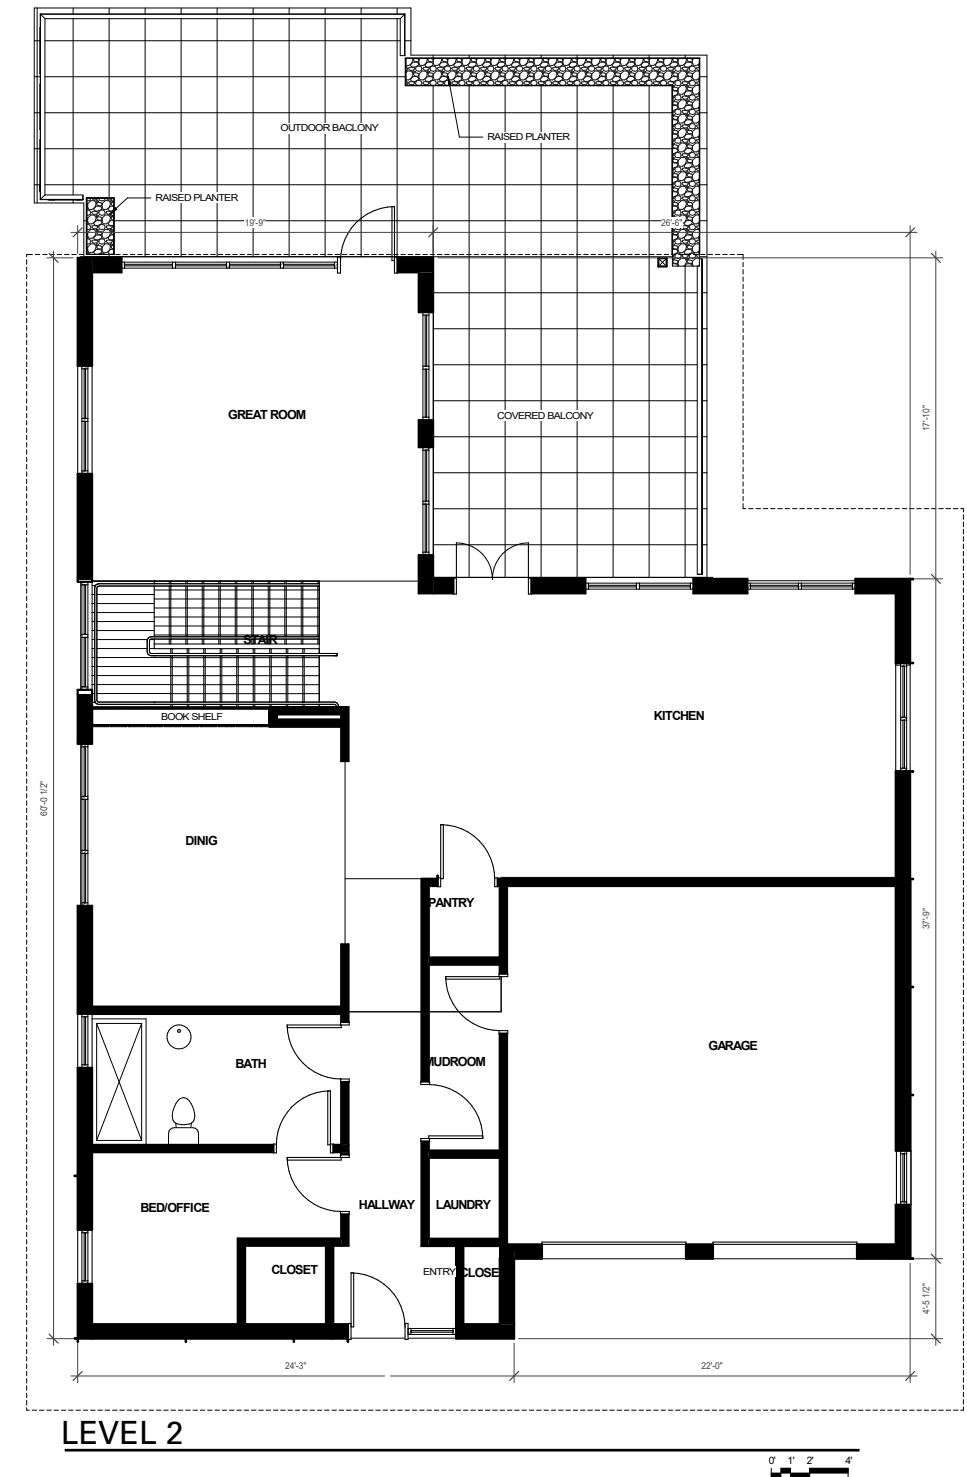 OUTDOOR BACLONY
RAISED PLANTER
RAISED PLANTER
19'-9"
26'-6"
GREAT ROOM
COVERED BALCONY
17'-10"
STAIR
BOOK SHELF
KITCHEN
60'-0 1/2"
DINIG
PANTRY
37'-9"
BATH
MUDROOM
GARAGE
BED/OFFICE
HALLWAY
LAUNDRY
CLOSET
ENTRY
CLOSE
4'-5 1/2"
24'-3"
22'-0"
LEVEL 2
0' 1' 2' 4'